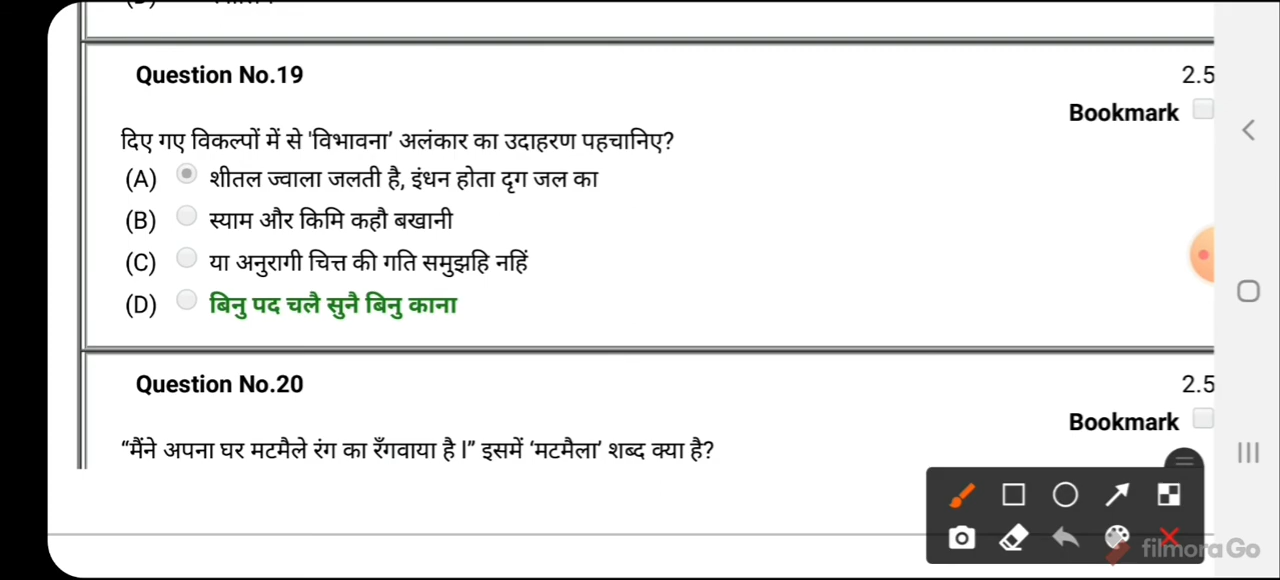 Question No.19
2.5
Bookmark
दिए गए विकल्पों में से 'विभावना’ अलंकार का उदाहरण पहचानिए?
(A) शीतल ज्वाला जलती है, इंधन होता दृग जल का
(B) स्याम और किमि कहौ बखानी
(C) या अनुरागी चित्त की गति समुझहि नहिं
(D) बिनु पद चलै सुनै बिनु काना
Question No.20
2.5
Bookmark
“मैंने अपना घर मटमैले रंग का रँगवाया है ।” इसमें ‘मटमैला’ शब्द क्या है?
filmoraGo